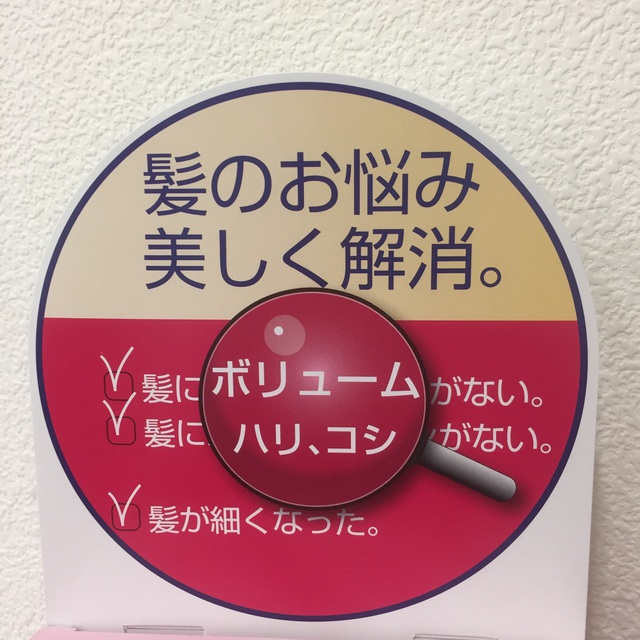 髪のお悩み
美しく解消。
髪にボリュームがない。
髪にハリ、コシがない。
髪が細くなった。